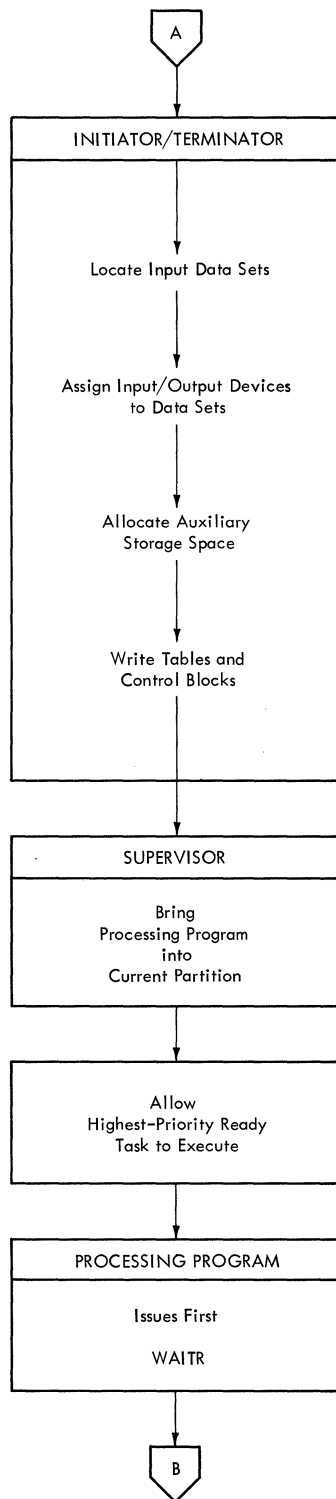 A
INITIATOR/TERMINATOR
Locate Input Data Sets
Assign Input/Output Devices
to Data Sets
Allocate Auxiliary
Storage Space
Write Tables and
Control Blocks
SUPERVISOR
Bring
Processing Program
into
Current Partition
Allow
Highest-Priority Ready
Task to Execute
PROCESSING PROGRAM
Issues First
WAITR
B